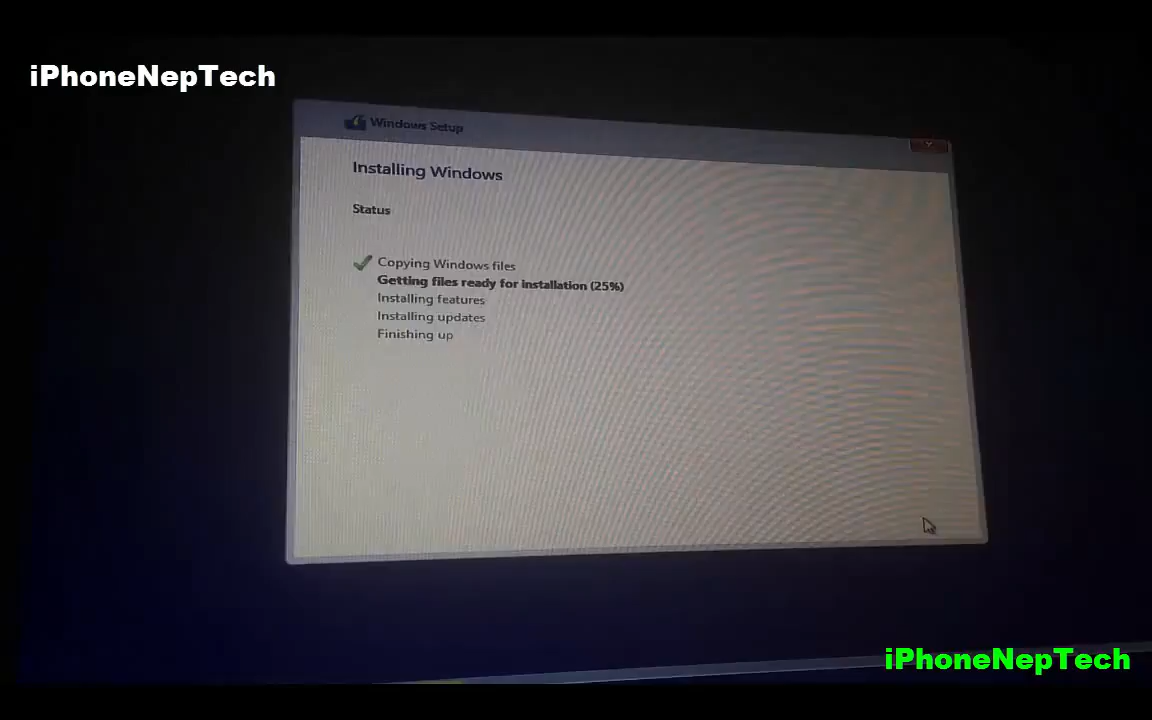 iPhoneNepTech
Windows Setup
Installing Windows
Status
Copying Windows files
Getting files ready for installation (25%)
Installing features
Installing updates
Finishing up
iPhoneNepTech